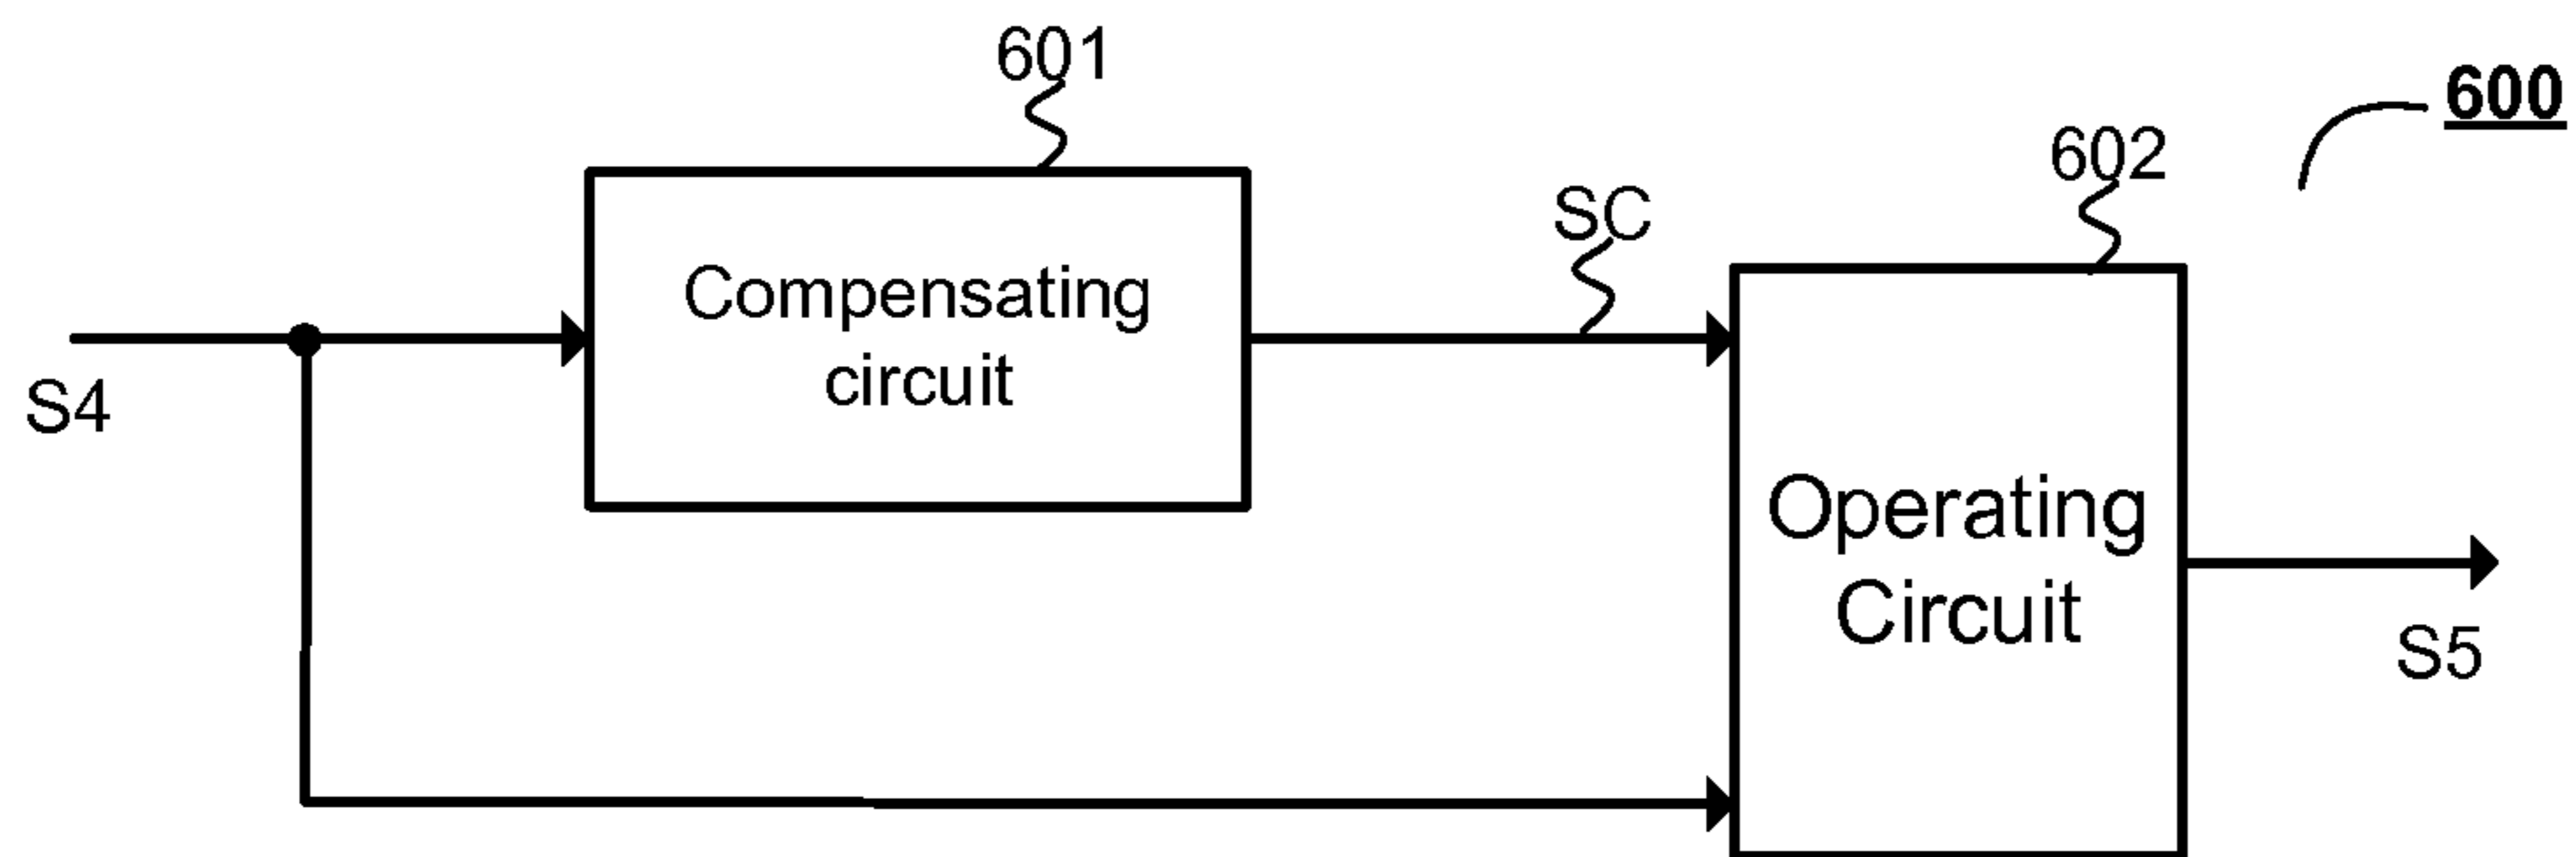 601
600
602
SC
Compensating
circuit
S4
Operating
Circuit
S5